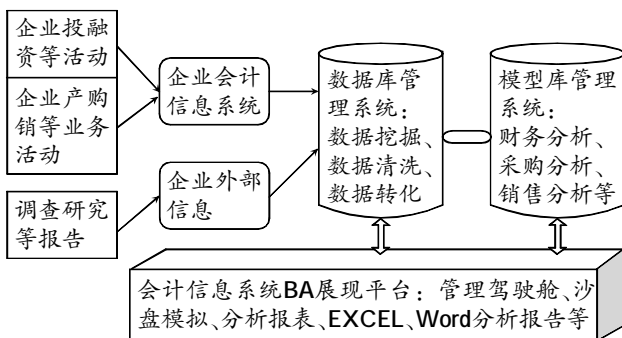 企业投融
资等活动
企业产购
销等业务
活动
调查研究
等报告
企业会计
信息系统
企业外部
信息
数据库管
理系统：
数据挖掘、
数据清洗、
数据转化
模型库管理
系统：
财务分析、
采购分析、
销售分析等
会计信息系统BA展现平台：管理驾驶舱、沙
盘模拟、分析报表、EXCEL、Word分析报告等